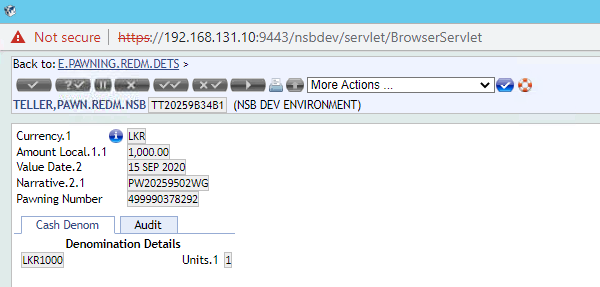 Not secure | https://192.168.131.10:9443/nsbdev/servlet/BrowserServlet
Back to: E.PAWNING.REDM.DETS >
More Actions ...
TELLER,PAWN.REDM.NSB TT20259B34B1 (NSB DEV ENVIRONMENT)
Currency.1 LKR
Amount Local.1.1 1,000.00
Value Date.2 15 SEP 2020
Narrative.2.1 PW20259502WG
Pawning Number 499990378292
Cash Denom Audit
Denomination Details
LKR1000 Units.1 1